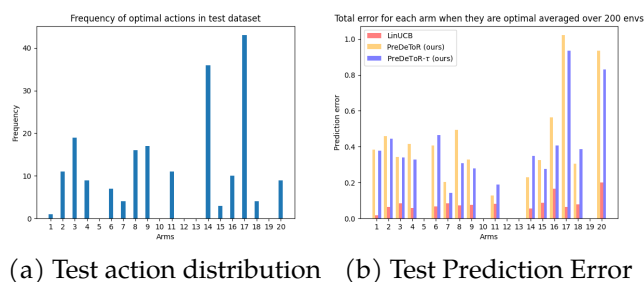 Frequency of optimal actions in test dataset
Frequency
40
30
20
10
0
1 2 3 4 5 6 7 8 9 10 11 12 13 14 15 16 17 18 19 20
Arms
(a) Test action distribution
Total error for each arm when they are optimal averaged over 200 envs
LinUCB
PreDeToR (ours)
PreDeToR-τ (ours)
Prediction error
1.0
0.8
0.6
0.4
0.2
0.0
1 2 3 4 5 6 7 8 9 10 11 12 13 14 15 16 17 18 19 20
Arms
(b) Test Prediction Error